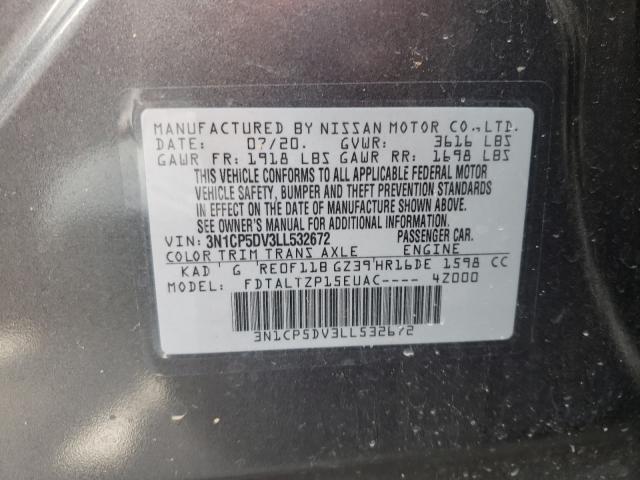 MANUFACTURED BY NISSAN MOTOR CO., LTD.
DATE: 07/20. GVWR: 3616 LBS
GAWR FR: 1918 LBS GAWR RR: 1698 LBS
THIS VEHICLE CONFORMS TO ALL APPLICABLE FEDERAL MOTOR
VEHICLE SAFETY, BUMPER AND THEFT PREVENTION STANDARDS
IN EFFECT ON THE DATE OF MANUFACTURE SHOWN ABOVE.
SEE OWNER'S MANUAL FOR ADDITIONAL INFORMATION.
VIN: 3N1CP5DV3LL532672 PASSENGER CAR.
COLOR TRIM TRANS AXLE ENGINE
KAD G RE0F11B GZ39 HR16DE 1598 CC
MODEL: FDTALTZP15EUAC---- 4Z000
3N1CP5DV3LL532672